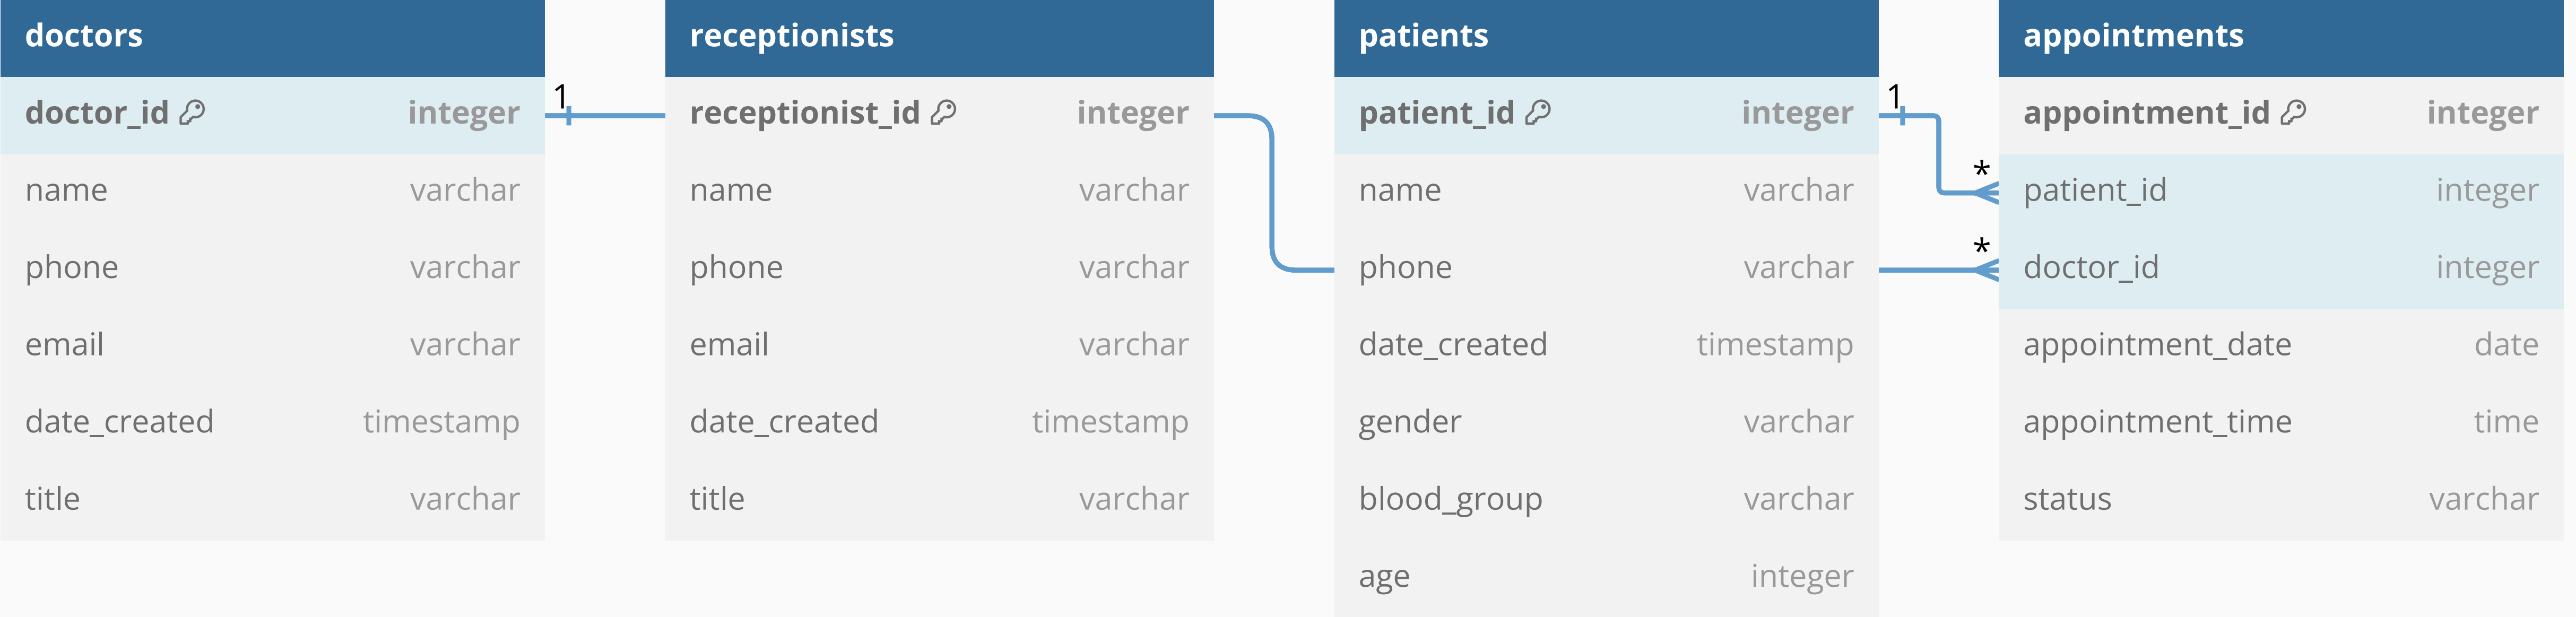 doctors
doctor_id integer
name varchar
phone varchar
email varchar
date_created timestamp
title varchar
1
receptionists
receptionist_id integer
name varchar
phone varchar
email varchar
date_created timestamp
title varchar
patients
patient_id integer
name varchar
phone varchar
date_created timestamp
gender varchar
blood_group varchar
age integer
1
*
*
appointments
appointment_id integer
patient_id integer
doctor_id integer
appointment_date date
appointment_time time
status varchar